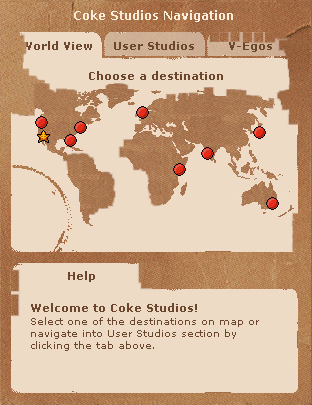 Coke Studios Navigation
World View
User Studios
V-Egos
Choose a destination
Help
Welcome to Coke Studios!
Select one of the destinations on map or
navigate into User Studios section by
clicking the tab above.